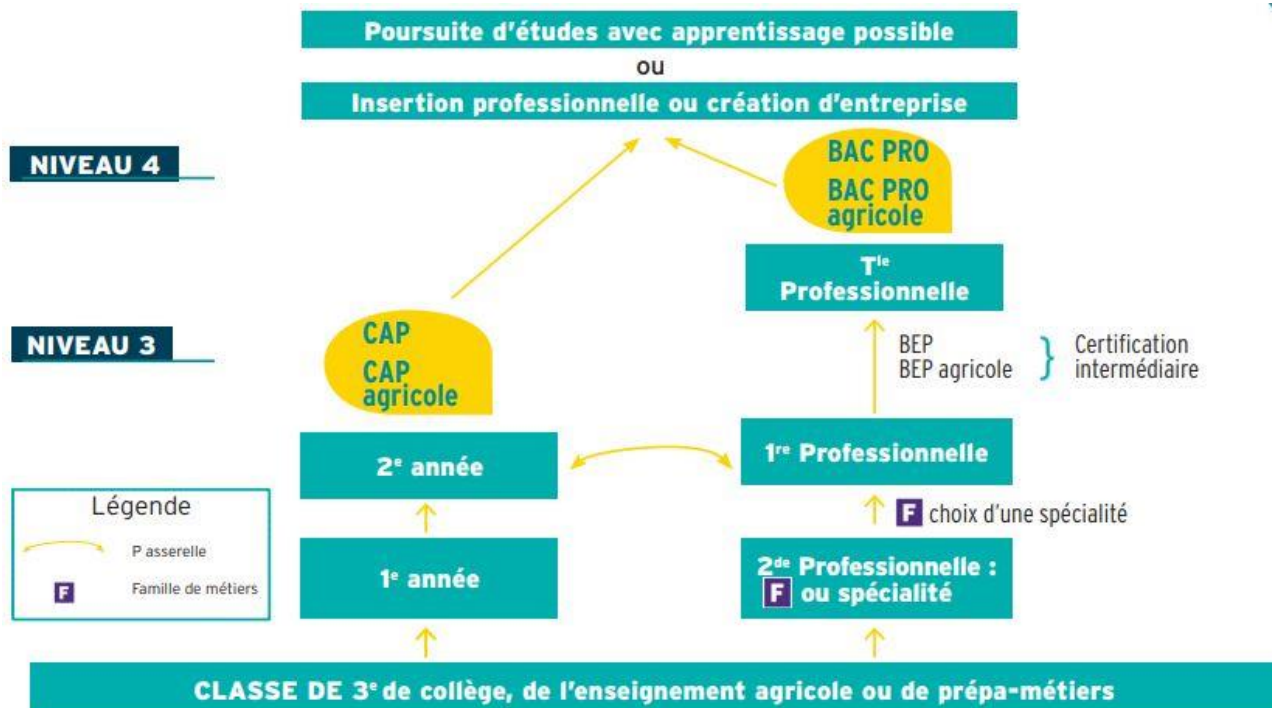 Poursuite d'études avec apprentissage possible
ou
Insertion professionnelle ou création d'entreprise
NIVEAU 4
BAC PRO
BAC PRO
agricole
Tle
Professionnelle
NIVEAU 3
CAP
CAP
agricole
BEP
BEP agricole
Certification
intermédiaire
2e année
1re Professionnelle
Légende
P asserelle
F Famille de métiers
F choix d'une spécialité
1e année
2de Professionnelle :
F ou spécialité
CLASSE DE 3e de collège, de l'enseignement agricole ou de prépa-métiers